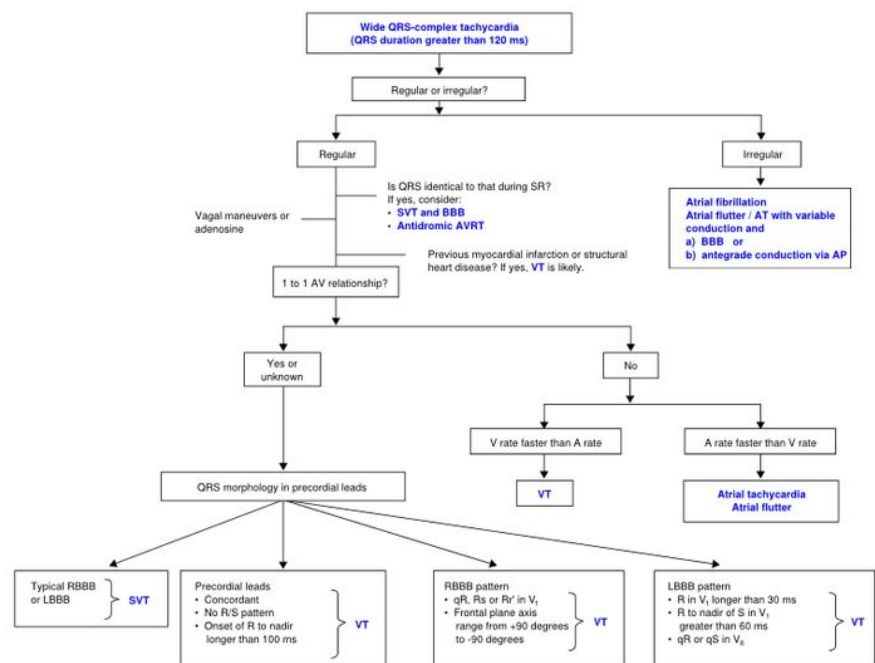 Wide QRS-complex tachycardia
(QRS duration greater than 120 ms)
Regular or irregular?
Regular
Irregular
Is QRS identical to that during SR?
If yes, consider:
• SVT and BBB
• Antidromic AVRT
Vagal maneuvers or
adenosine
Previous myocardial infarction or structural
heart disease? If yes, VT is likely.
Atrial fibrillation
Atrial flutter / AT with variable
conduction and
a) BBB or
b) antegrade conduction via AP
1 to 1 AV relationship?
Yes or
unknown
No
V rate faster than A rate
A rate faster than V rate
VT
Atrial tachycardia
Atrial flutter
QRS morphology in precordial leads
Typical RBBB
or LBBB
SVT
Precordial leads
• Concordant
• No R/S pattern
• Onset of R to nadir
longer than 100 ms
VT
RBBB pattern
• qR, Rs or Rr' in V1
• Frontal plane axis
range from +90 degrees
to -90 degrees
VT
LBBB pattern
• R in V1 longer than 30 ms
• R to nadir of S in V1
greater than 60 ms
• qR or qS in V6
VT